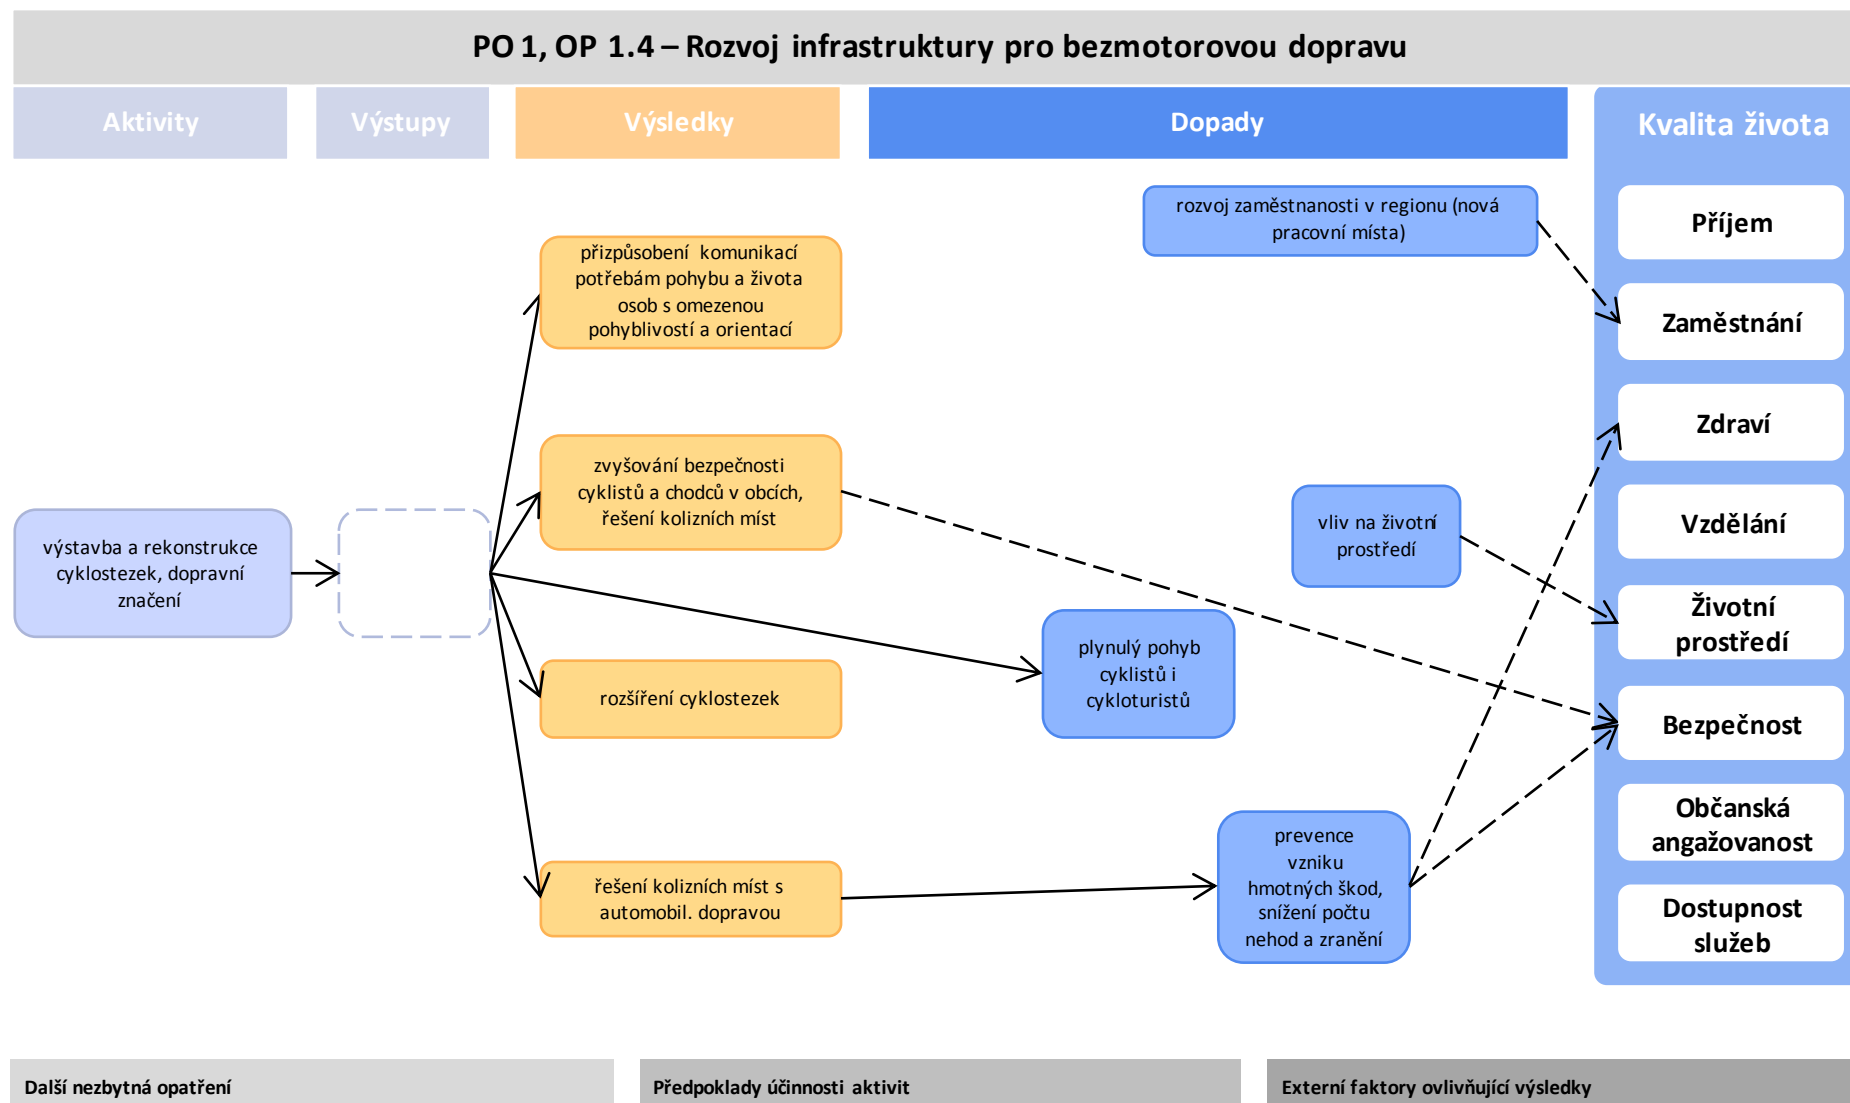 PO 1, OP 1.4 – Rozvoj infrastruktury pro bezmotorovou dopravu
Aktivity
Výstupy
Výsledky
Dopady
Kvalita života
výstavba a rekonstrukce
cyklostezek, dopravní
značení
přizpůsobení komunikací
potřebám pohybu a života
osob s omezenou
pohyblivostí a orientací
zvyšování bezpečnosti
cyklistů a chodců v obcích,
řešení kolizních míst
rozšíření cyklostezek
řešení kolizních míst s
automobil. dopravou
rozvoj zaměstnanosti v regionu (nová
pracovní místa)
vliv na životní
prostředí
plynulý pohyb
cyklistů i
cykloturistů
prevence
vzniku
hmotných škod,
snížení počtu
nehod a zranění
Příjem
Zaměstnání
Zdraví
Vzdělání
Životní
prostředí
Bezpečnost
Občanská
angažovanost
Dostupnost
služeb
Další nezbytná opatření
Předpoklady účinnosti aktivit
Externí faktory ovlivňující výsledky